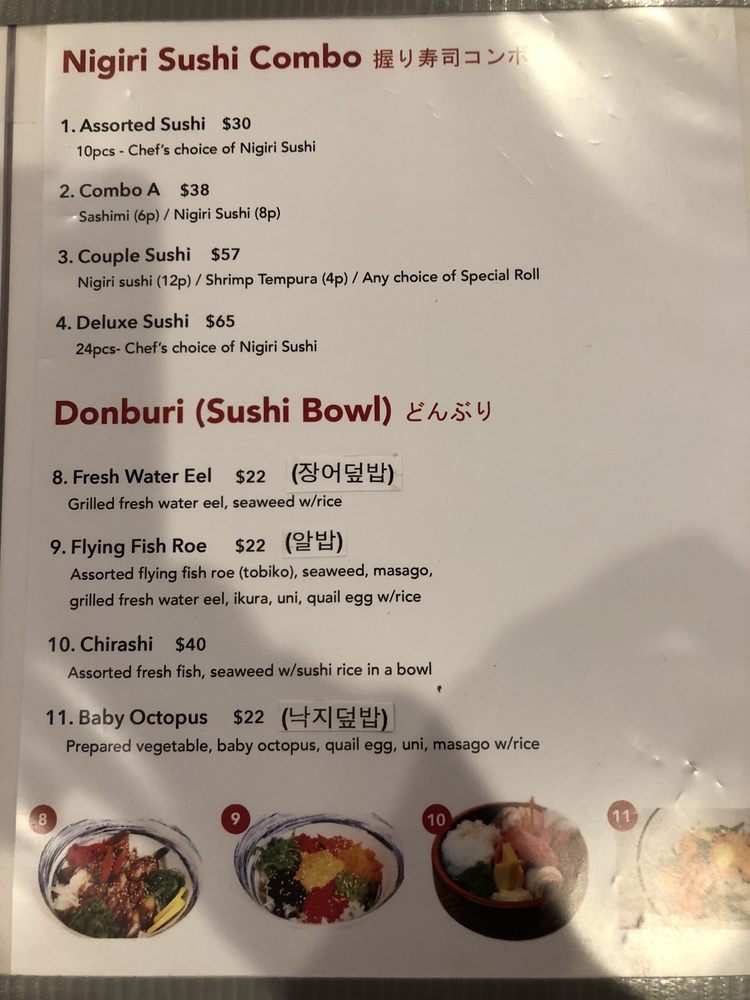 Nigiri Sushi Combo 握り寿司コンボ
1. Assorted Sushi $30
10pcs - Chef's choice of Nigiri Sushi
2. Combo A $38
Sashimi (6p) / Nigiri Sushi (8p)
3. Couple Sushi $57
Nigiri sushi (12p) / Shrimp Tempura (4p) / Any choice of Special Roll
4. Deluxe Sushi $65
24pcs- Chef's choice of Nigiri Sushi
Donburi (Sushi Bowl) どんぶり
8. Fresh Water Eel $22 (장어덮밥)
Grilled fresh water eel, seaweed w/rice
9. Flying Fish Roe $22 (알밥)
Assorted flying fish roe (tobiko), seaweed, masago,
grilled fresh water eel, ikura, uni, quail egg w/rice
10. Chirashi $40
Assorted fresh fish, seaweed w/sushi rice in a bowl
11. Baby Octopus $22 (낙지덮밥)
Prepared vegetable, baby octopus, quail egg, uni, masago w/rice
8 9 10 11